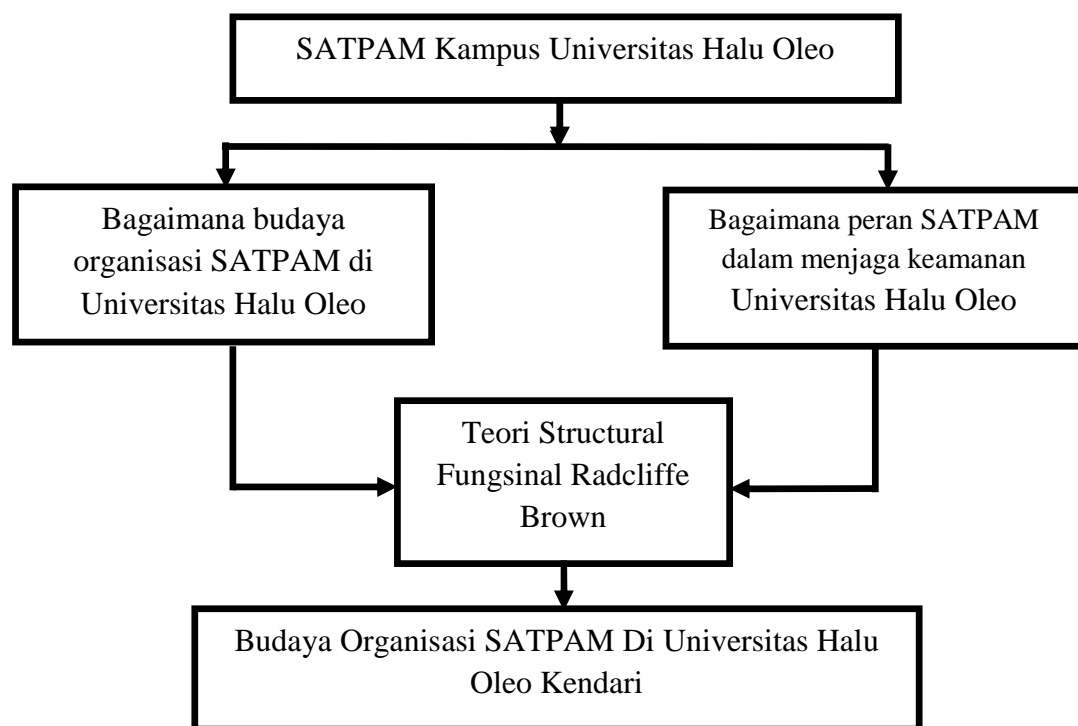 SATPAM Kampus Universitas Halu Oleo
Bagaimana budaya
organisasi SATPAM di
Universitas Halu Oleo
Bagaimana peran SATPAM
dalam menjaga keamanan
Universitas Halu Oleo
Teori Structural
Fungsinal Radcliffe
Brown
Budaya Organisasi SATPAM Di Universitas Halu
Oleo Kendari